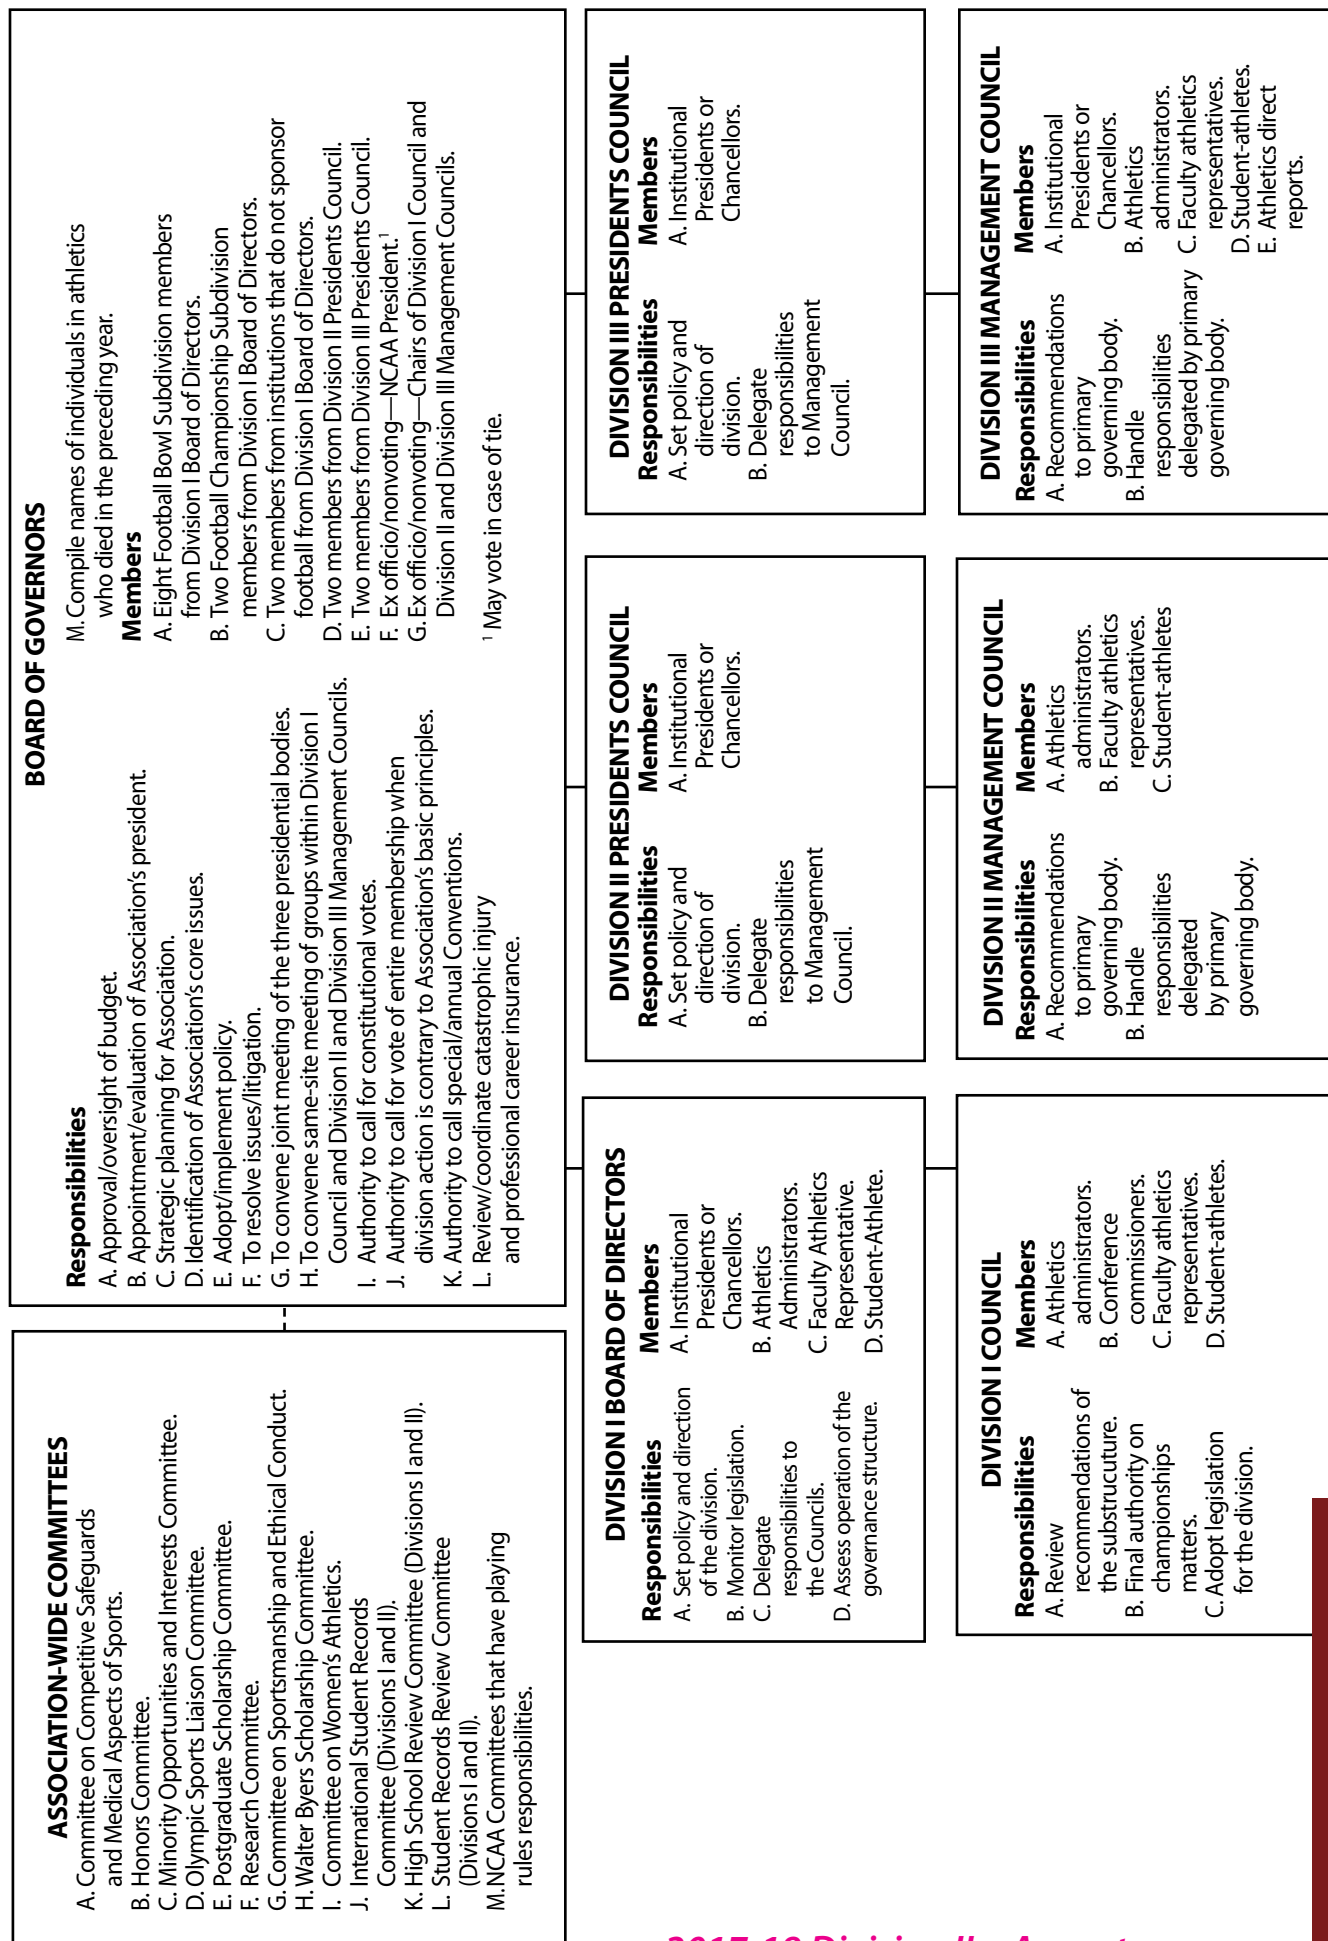 ASSOCIATION-WIDE COMMITTEES
A. Committee on Competitive Safeguards
and Medical Aspects of Sports.
B. Honors Committee.
C. Minority Opportunities and Interests Committee.
D. Olympic Sports Liaison Committee.
E. Postgraduate Scholarship Committee.
F. Research Committee.
G. Committee on Sportsmanship and Ethical Conduct.
H. Walter Byers Scholarship Committee.
I. Committee on Women's Athletics.
J. International Student Records
Committee (Divisions I and II).
K. High School Review Committee (Divisions I and II).
L. Student Records Review Committee
(Divisions I and II).
M. NCAA Committees that have playing
rules responsibilities.
BOARD OF GOVERNORS
Responsibilities
A. Approval/oversight of budget.
B. Appointment/evaluation of Association's president.
C. Strategic planning for Association.
D. Identification of Association's core issues.
E. Adopt/implement policy.
F. To resolve issues/litigation.
G. To convene joint meeting of the three presidential bodies.
H. To convene same-site meeting of groups within Division I
Council and Division II and Division III Management Councils.
I. Authority to call for constitutional votes.
J. Authority to call for vote of entire membership when
division action is contrary to Association's basic principles.
K. Authority to call special/annual Conventions.
L. Review/coordinate catastrophic injury
and professional career insurance.
M. Compile names of individuals in athletics
who died in the preceding year.
Members
A. Eight Football Bowl Subdivision members
from Division I Board of Directors.
B. Two Football Championship Subdivision
members from Division I Board of Directors.
C. Two members from institutions that do not sponsor
football from Division I Board of Directors.
D. Two members from Division II Presidents Council.
E. Two members from Division III Presidents Council.
F. Ex officio/nonvoting—NCAA President.¹
G. Ex officio/nonvoting—Chairs of Division I Council and
Division II and Division III Management Councils.
¹ May vote in case of tie.
DIVISION I BOARD OF DIRECTORS
Responsibilities
A. Set policy and direction
of the division.
B. Monitor legislation.
C. Delegate
responsibilities to
the Councils.
D. Assess operation of the
governance structure.
Members
A. Institutional
Presidents or
Chancellors.
B. Athletics
Administrators.
C. Faculty Athletics
Representative.
D. Student-Athlete.
DIVISION II PRESIDENTS COUNCIL
Responsibilities
A. Set policy and
direction of
division.
B. Delegate
responsibilities
to Management
Council.
Members
A. Institutional
Presidents or
Chancellors.
DIVISION III PRESIDENTS COUNCIL
Responsibilities
A. Set policy and
direction of
division.
B. Delegate
responsibilities
to Management
Council.
Members
A. Institutional
Presidents or
Chancellors.
DIVISION I COUNCIL
Responsibilities
A. Review
recommendations of
the substrucuture.
B. Final authority on
championships
matters.
C. Adopt legislation
for the division.
Members
A. Athletics
administrators.
B. Conference
commissioners.
C. Faculty athletics
representatives.
D. Student-athletes.
DIVISION II MANAGEMENT COUNCIL
Responsibilities
A. Recommendations
to primary
governing body.
B. Handle
responsibilities
delegated
by primary
governing body.
Members
A. Athletics
administrators.
B. Faculty athletics
representatives.
C. Student-athletes
DIVISION III MANAGEMENT COUNCIL
Responsibilities
A. Recommendations
to primary
governing body.
B. Handle
responsibilities
delegated by primary
governing body.
Members
A. Institutional
Presidents or
Chancellors.
B. Athletics
administrators.
C. Faculty athletics
representatives.
D. Student-athletes.
E. Athletics direct
reports.